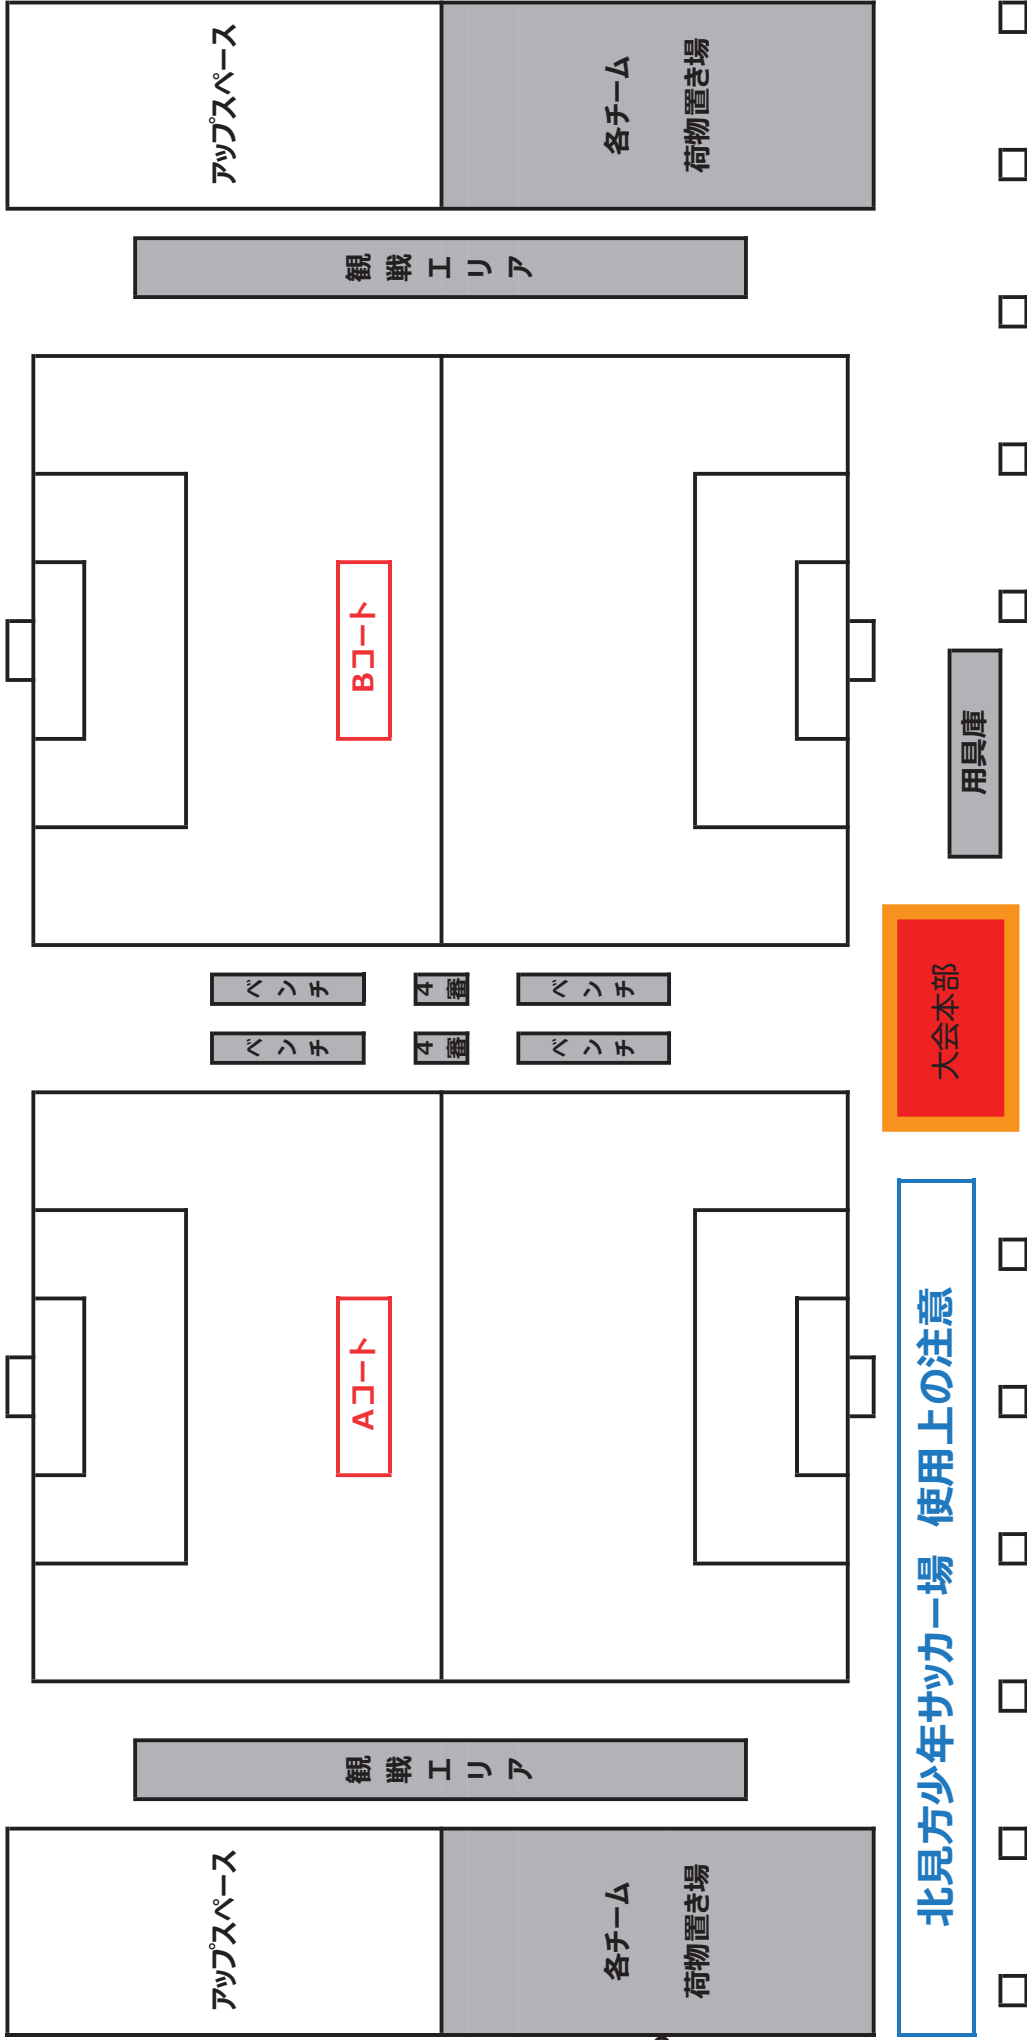 アップスペース
各チーム
荷物置き場
観戦エリア
Aコート
ベンチ
4審
ベンチ
ベンチ
4審
ベンチ
Bコート
観戦エリア
アップスペース
各チーム
荷物置き場
北見方少年サッカー場　使用上の注意
大会本部
用具庫